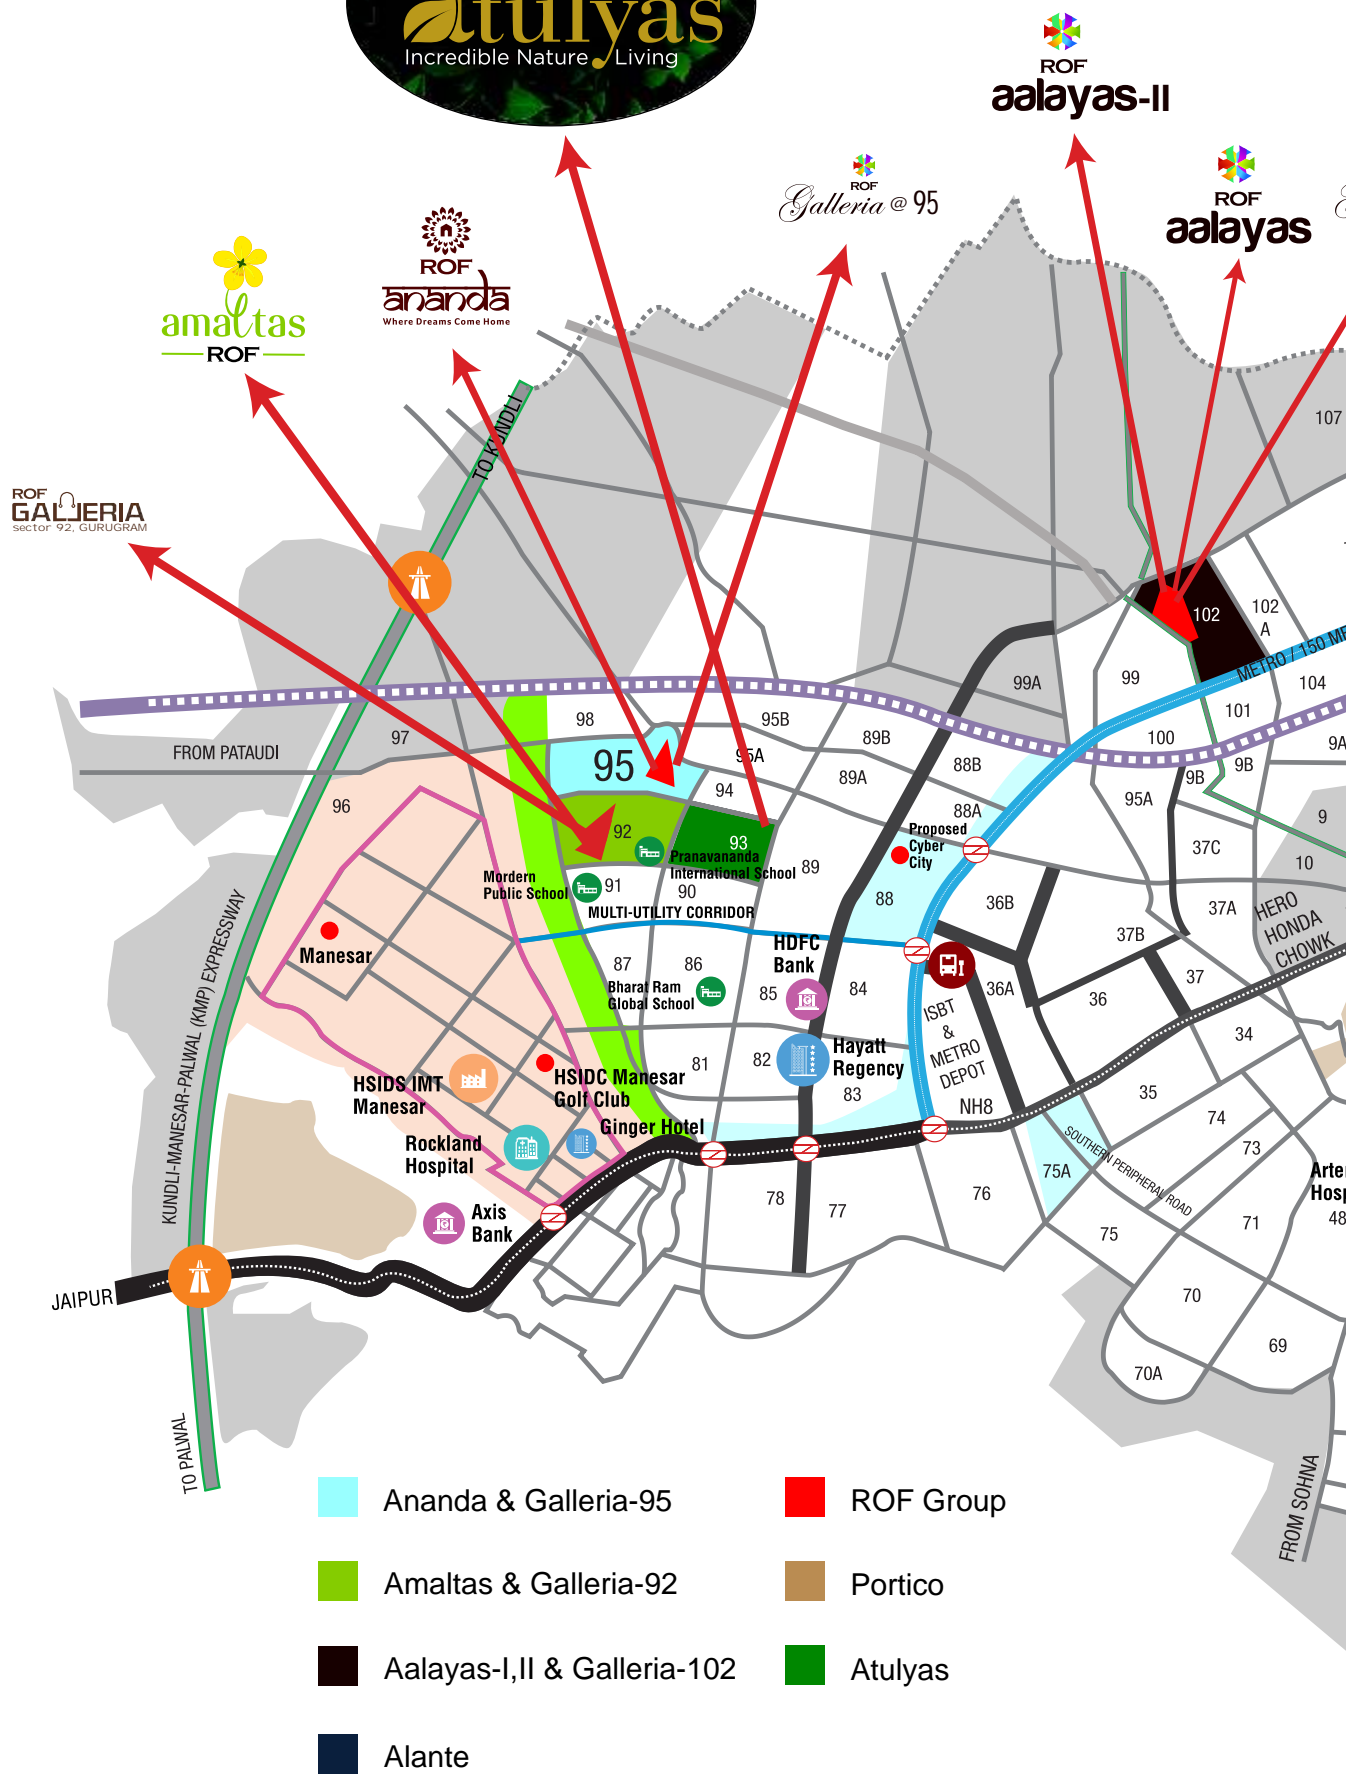 atulyas
Incredible Nature Living
ROF
aalayas-II
ROF
Galleria @ 95
ROF
aalayas
ROF
ananda
Where Dreams Come Home
amaltas
ROF
ROF
GALLERIA
sector 92, GURUGRAM
TO KUNDLI
107
102
102
A
METRO / 150 ME
99A
99
104
101
98
95B
FROM PATAUDI
97
89B
100
9A
95
95A
88B
9B
9B
94
89A
96
95A
88A
92
93
Proposed
Cyber
City
9
37C
10
Pranavananda
International School
89
Mordern
Public School
91
90
88
36B
37A
HERO
HONDA
CHOWK
MULTI-UTILITY CORRIDOR
37B
Manesar
HDFC
Bank
87
86
37
Bharat Ram
Global School
85
84
36A
36
KUNDLI-MANESAR-PALWAL (KMP) EXPRESSWAY
ISBT
&
METRO
DEPOT
34
Hayatt
Regency
81
82
HSIDS IMT
Manesar
HSIDC Manesar
Golf Club
83
35
NH8
74
Ginger Hotel
73
Rockland
Hospital
SOUTHERN PERIPHERAL ROAD
75A
Arte
Hosp
48
76
78
77
Axis
Bank
71
75
JAIPUR
70
69
70A
TO PALWAL
FROM SOHNA
Ananda & Galleria-95
ROF Group
Amaltas & Galleria-92
Portico
Aalayas-I,II & Galleria-102
Atulyas
Alante